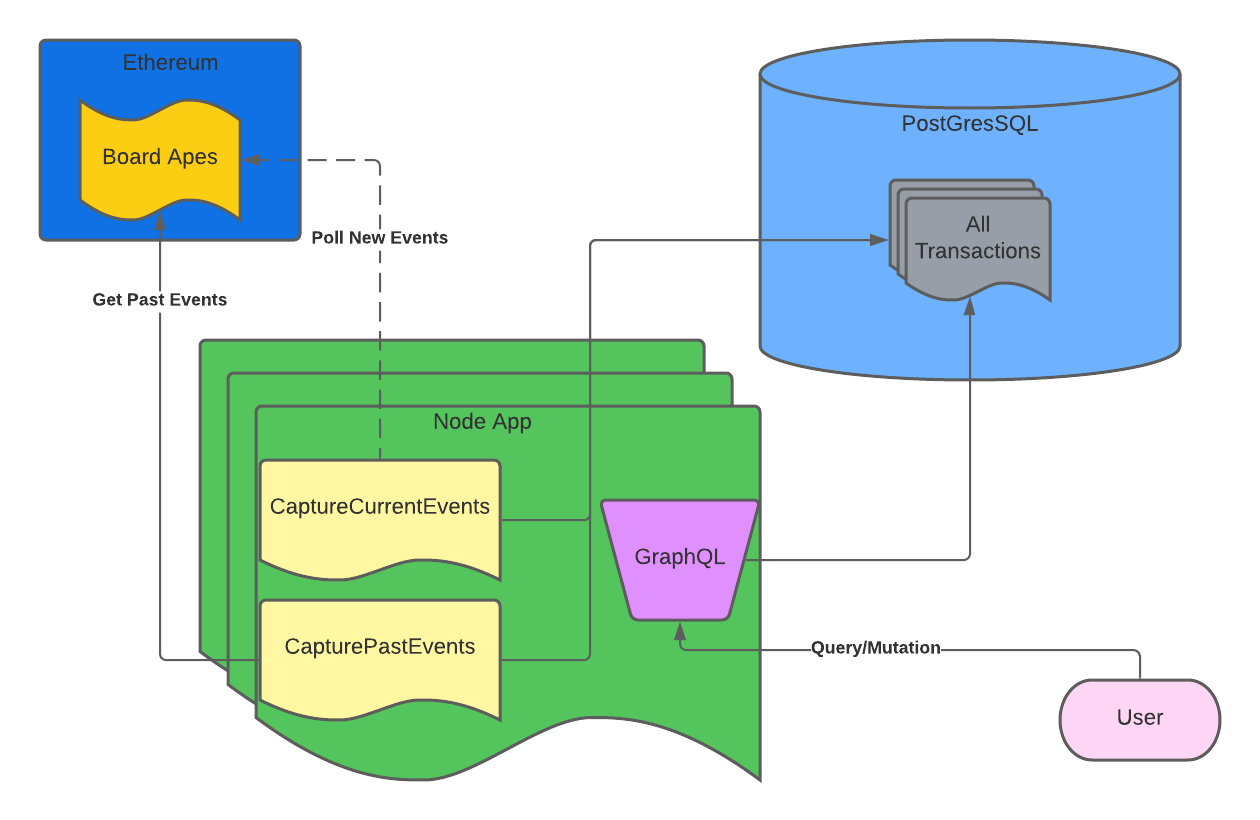 Ethereum
Board Apes
PostGresSQL
All
Transactions
Poll New Events
Get Past Events
Node App
CaptureCurrentEvents
GraphQL
CapturePastEvents
Query/Mutation
User